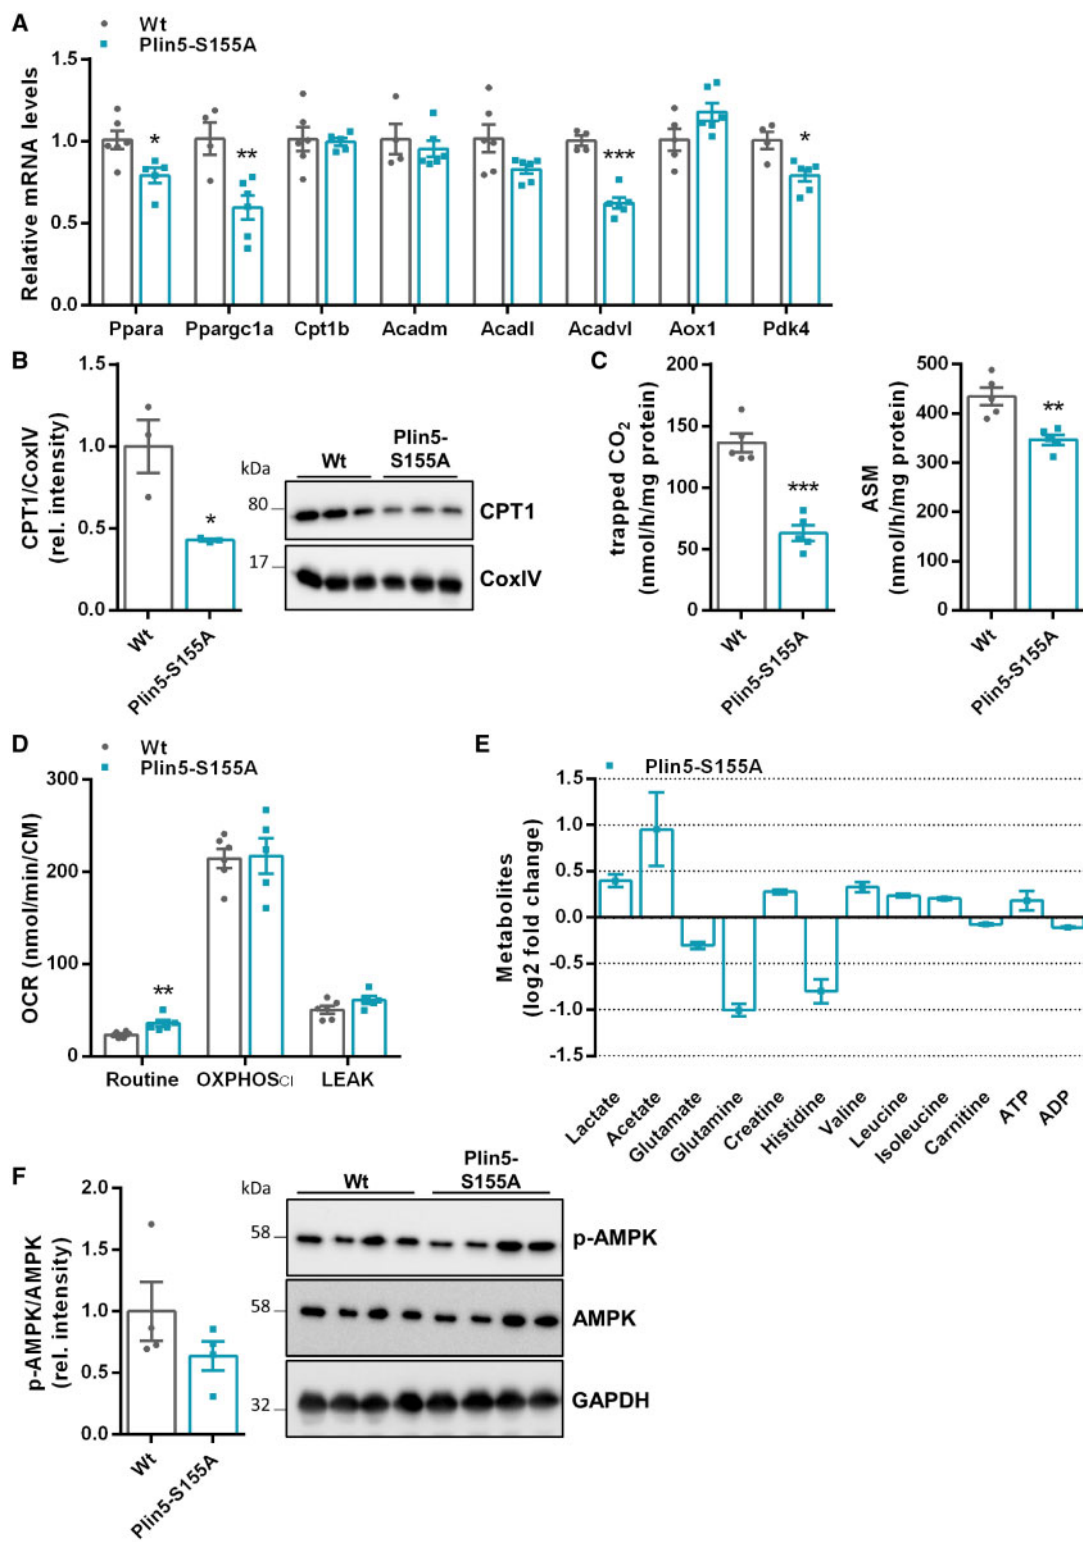 A
Wt
Plin5-S155A
Relative mRNA levels
1.5
1.0
0.5
0.0
* ** *** *
Ppara Ppargc1a Cpt1b Acadm Acadl Acadvl Aox1 Pdk4
B
CPT1/CoxIV
(rel. intensity)
1.5
1.0
0.5
0.0
*
Wt
Plin5-S155A
kDa
Wt
Plin5-
S155A
80
CPT1
17
CoxIV
C
trapped CO2
(nmol/h/mg protein)
200
150
100
50
0
***
Wt
Plin5-S155A
ASM
(nmol/h/mg protein)
500
400
300
200
100
0
**
Wt
Plin5-S155A
D
Wt
Plin5-S155A
OCR (nmol/min/CM)
300
200
100
0
**
Routine OXPHOSCI LEAK
E
Plin5-S155A
Metabolites
(log2 fold change)
1.5
1.0
0.5
0.0
-0.5
-1.0
-1.5
Lactate
Acetate
Glutamate
Glutamine
Creatine
Histidine
Valine
Leucine
Isoleucine
Carnitine
ATP
ADP
F
p-AMPK/AMPK
(rel. intensity)
2.0
1.5
1.0
0.5
0.0
Wt
Plin5-S155A
kDa
Wt
Plin5-
S155A
58
p-AMPK
58
AMPK
32
GAPDH